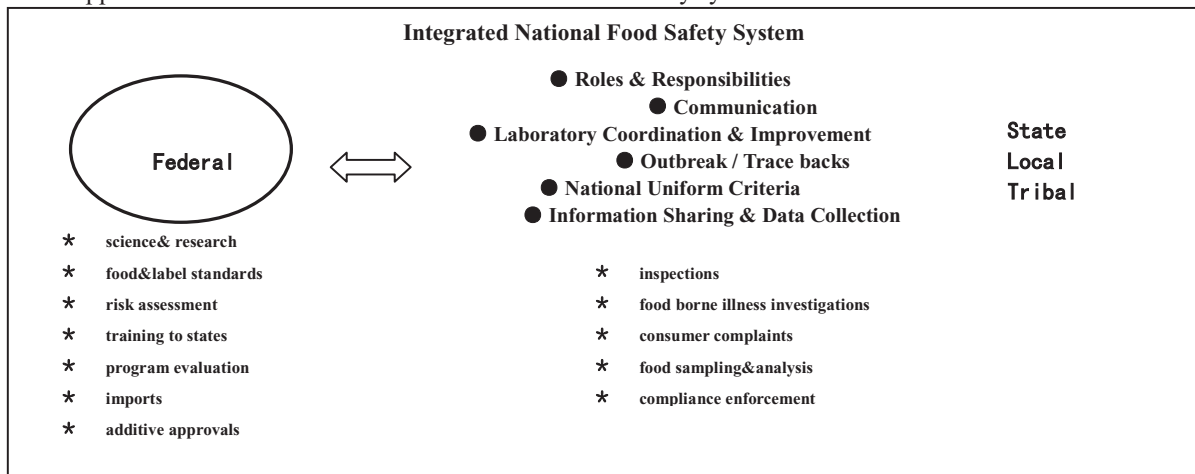 Integrated National Food Safety System
● Roles & Responsibilities
● Communication
● Laboratory Coordination & Improvement
● Outbreak / Trace backs
● National Uniform Criteria
● Information Sharing & Data Collection
Federal
State
Local
Tribal
* science& research
* food&label standards
* risk assessment
* training to states
* program evaluation
* imports
* additive approvals
* inspections
* food borne illness investigations
* consumer complaints
* food sampling&analysis
* compliance enforcement